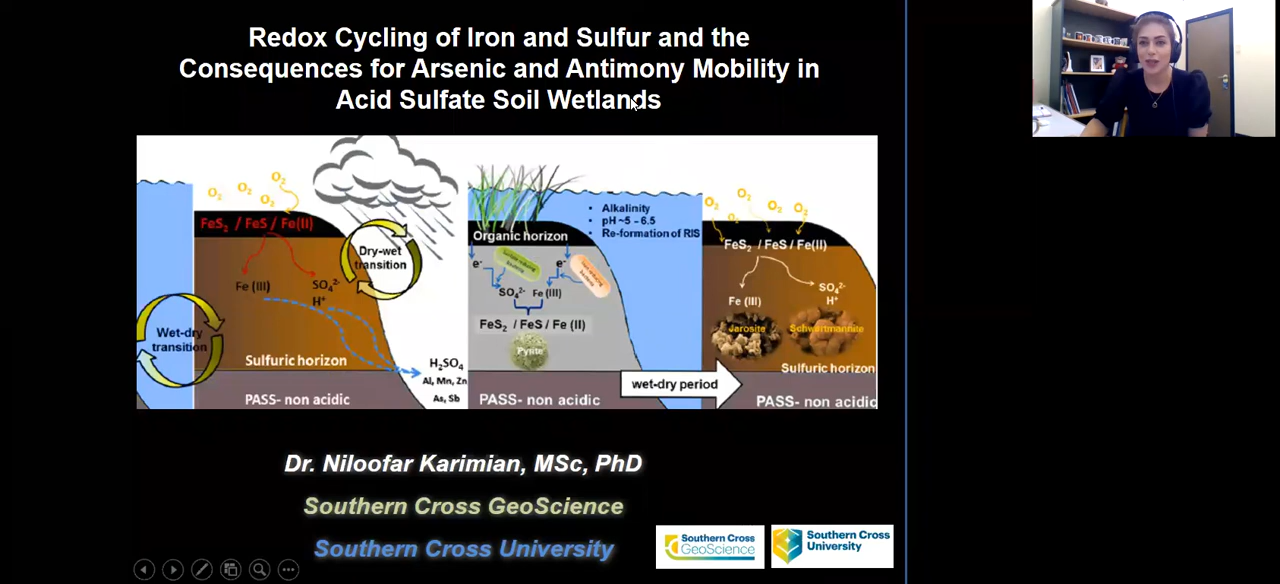 Redox Cycling of Iron and Sulfur and the
Consequences for Arsenic and Antimony Mobility in
Acid Sulfate Soil Wetlands
O₂
O₂
O₂
O₂
FeS₂ / FeS / Fe(II)
Dry-wet
transition
Fe (III)
SO₄²⁻
H⁺
Wet-dry
transition
Sulfuric horizon
PASS- non acidic
H₂SO₄
Al, Mn, Zn
As, Sb
• Alkalinity
• pH ~5 - 6.5
• Re-formation of RIS
Organic horizon
e⁻
e⁻
SO₄²⁻ Fe (III)
FeS₂ / FeS / Fe (II)
Pyrite
PASS- non acidic
wet-dry period
O₂
O₂
O₂
O₂
O₂
FeS₂ / FeS / Fe(II)
Fe (III)
SO₄²⁻
H⁺
Jarosite
Schwertmannite
Sulfuric horizon
PASS- non acidic
Dr. Niloofar Karimian, MSc, PhD
Southern Cross GeoScience
Southern Cross University
Southern Cross
GeoScience
Southern Cross
University